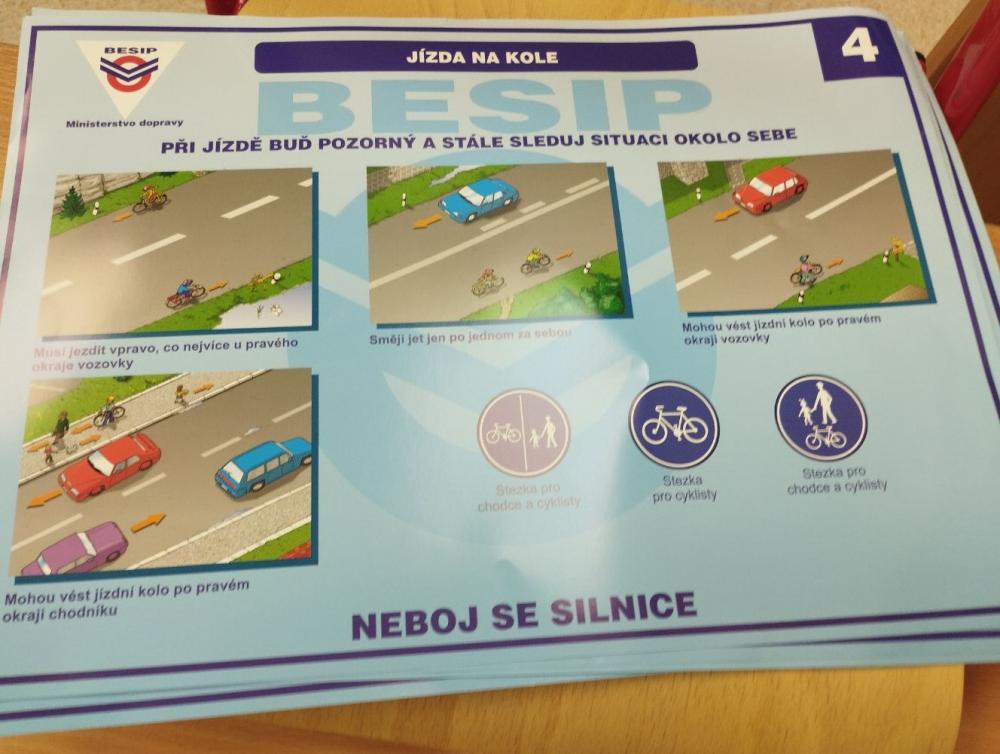 BESIP
Ministerstvo dopravy
JÍZDA NA KOLE
4
BESIP
PŘI JÍZDĚ BUĎ POZORNÝ A STÁLE SLEDUJ SITUACI OKOLO SEBE
Musí jezdit vpravo, co nejvíce u pravého
okraje vozovky
Smějí jet jen po jednom za sebou
Mohou vést jízdní kolo po pravém
okraji vozovky
Mohou vést jízdní kolo po pravém
okraji chodníku
Stezka pro
chodce a cyklisty
Stezka
pro cyklisty
Stezka pro
chodce a cyklisty
NEBOJ SE SILNICE